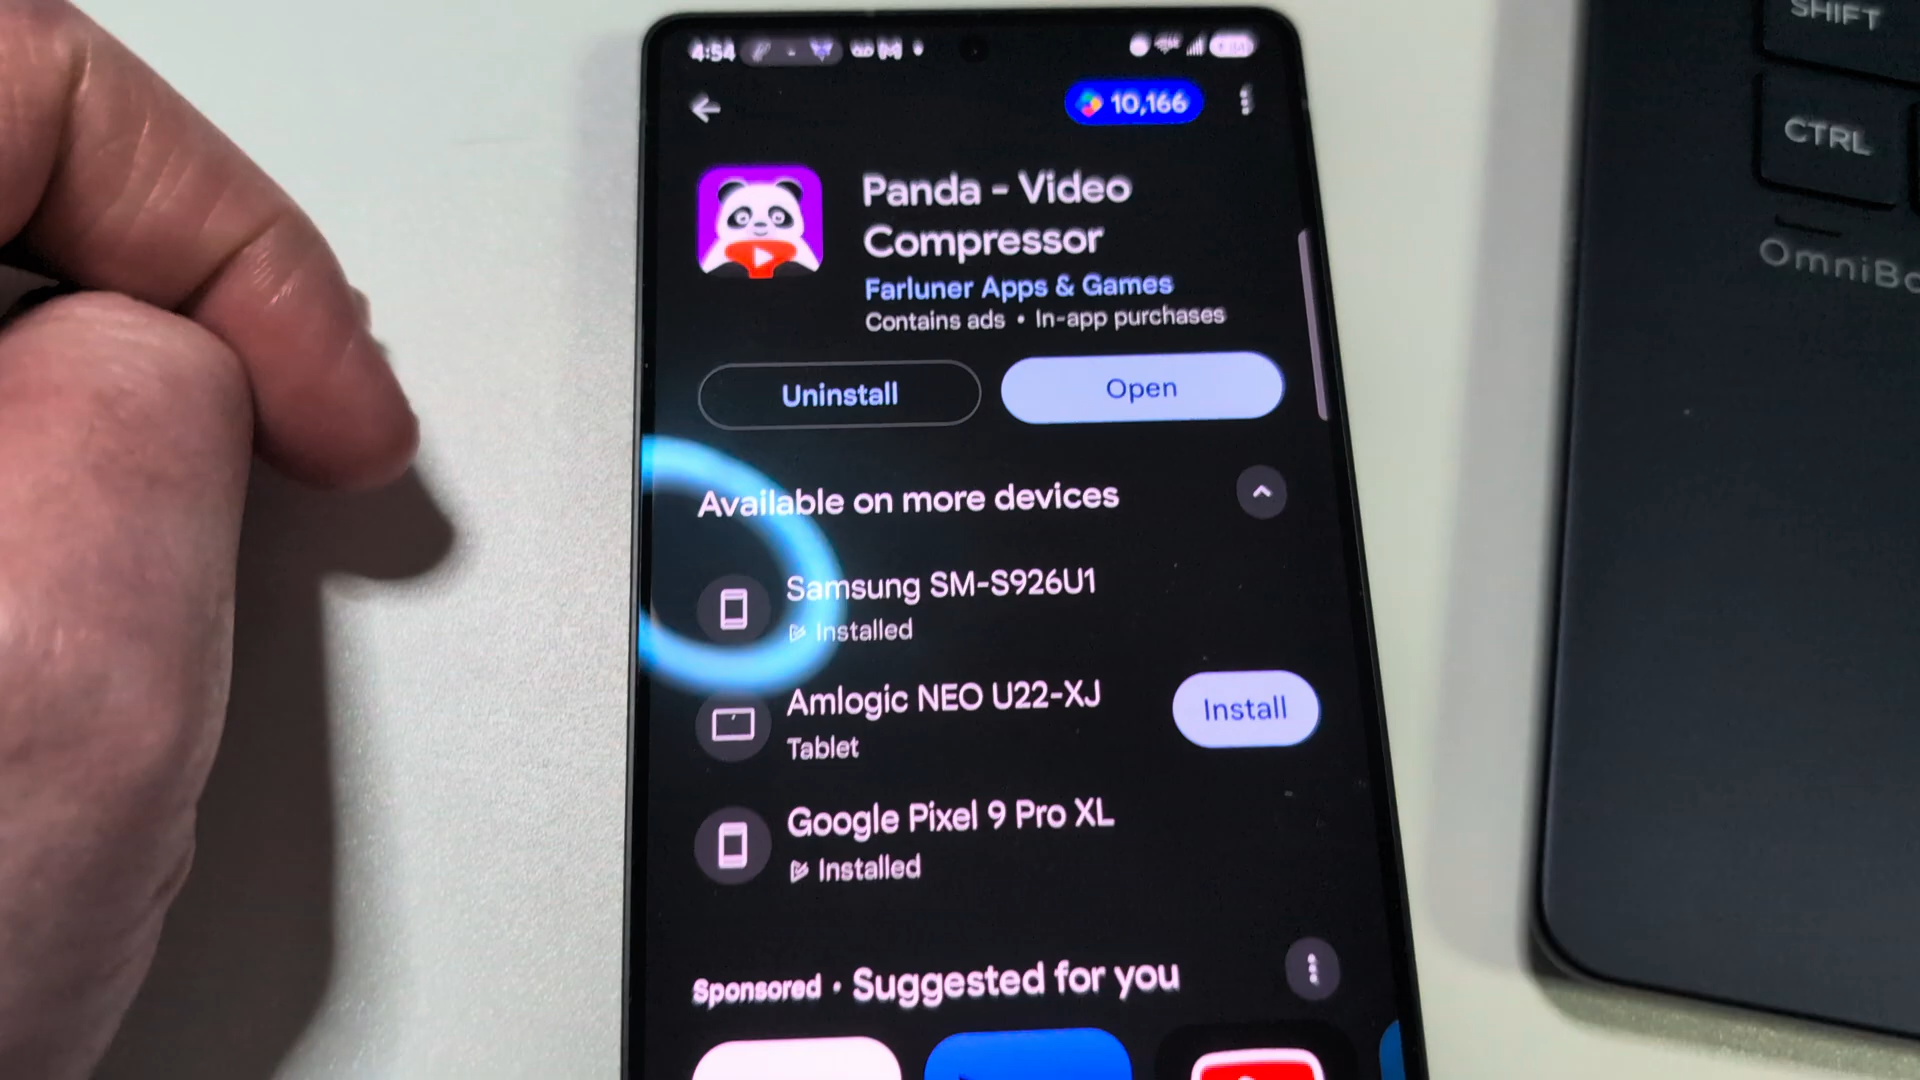 4:54
10,166
Panda - Video
Compressor
Farluner Apps & Games
Contains ads • In-app purchases
Uninstall
Open
Available on more devices
Samsung SM-S926U1
Installed
Amlogic NEO U22-XJ
Tablet
Install
Google Pixel 9 Pro XL
Installed
Sponsored • Suggested for you
SHIFT
CTRL
OmniBo